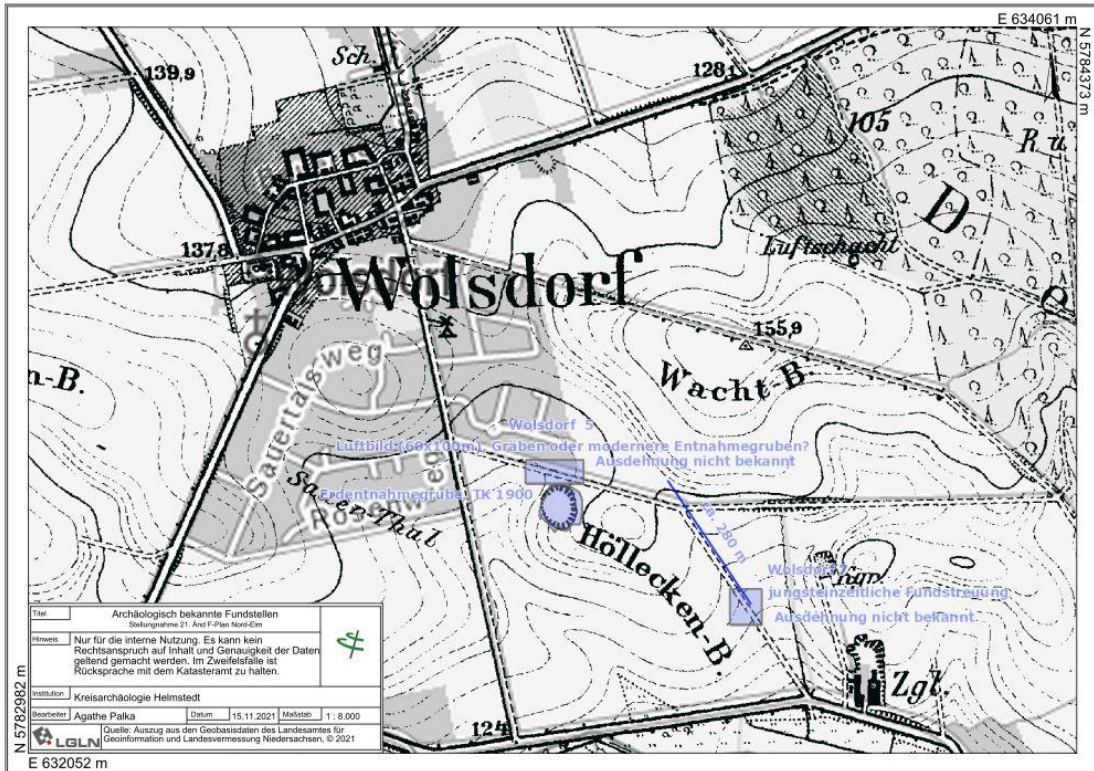 E 634061 m
N 5784373 m
Sch.
139,9
128,1
105
R u
D
137,8
Luftschacht
Wolsdorf
Wolsdorf
155,9
n-B.
Wacht-B.
Sauertalsweg
Wolsdorf 5
Luftbild (60x100m), Gräben oder modernere Entnahmegruben?
Ausdehnung nicht bekannt
Erdentnahmegrube, TK 1900
Rosenweg
Sauer-Thal
ca. 280 m
Höllecken-B.
Wolsdorf 7
jungsteinzeitliche Fundstreuung
Kgr.
Ausdehnung nicht bekannt
Zgl.
124
Titel
Archäologisch bekannte Fundstellen
Stellungnahme 21. Änd F-Plan Nord-Elm
Hinweis
Nur für die interne Nutzung. Es kann kein
Rechtsanspruch auf Inhalt und Genauigkeit der Daten
geltend gemacht werden. Im Zweifelsfalle ist
Rücksprache mit dem Katasteramt zu halten.
Institution
Kreisarchäologie Helmstedt
Bearbeiter
Agathe Palka
Datum
15.11.2021
Maßstab
1 : 8.000
LGLN
Quelle: Auszug aus den Geobasisdaten des Landesamtes für
Geoinformation und Landesvermessung Niedersachsen, © 2021
N 5782982 m
E 632052 m